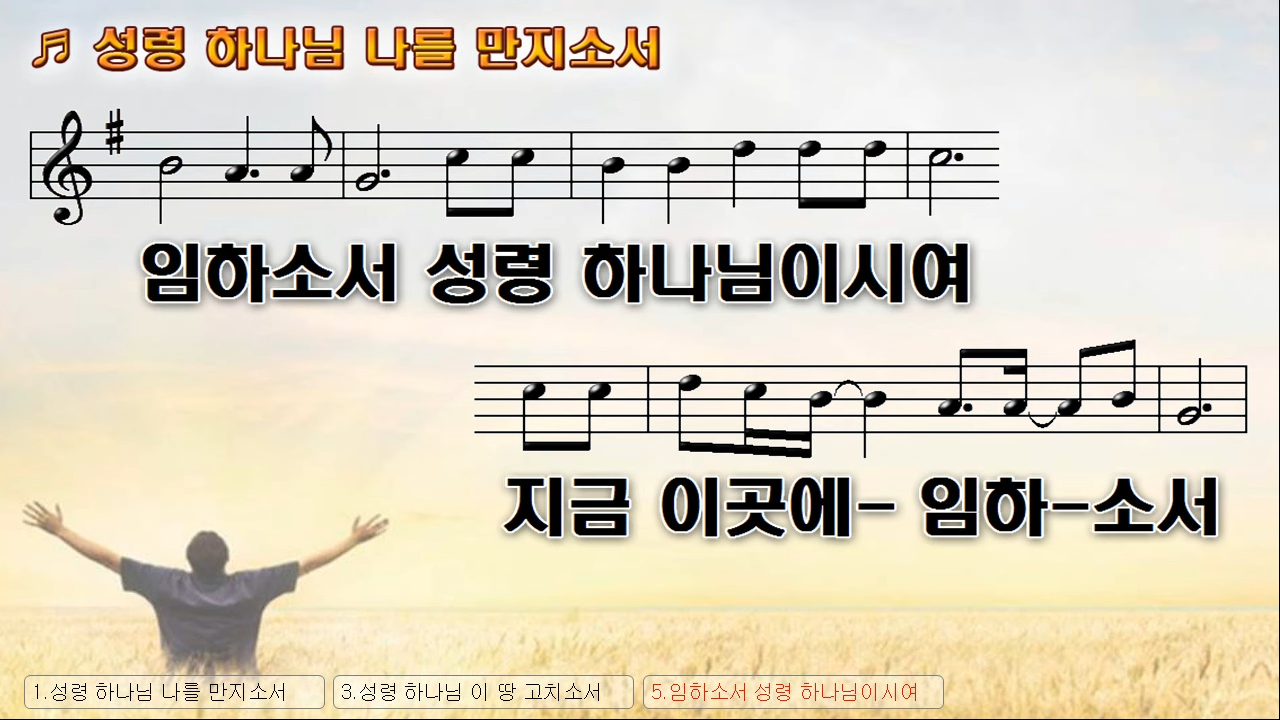 ♬ 성령 하나님 나를 만지소서
임하소서 성령 하나님이시여
지금 이곳에- 임하-소서
1.성령 하나님 나를 만지소서 3.성령 하나님 이 땅 고치소서 5.임하소서 성령 하나님이시여